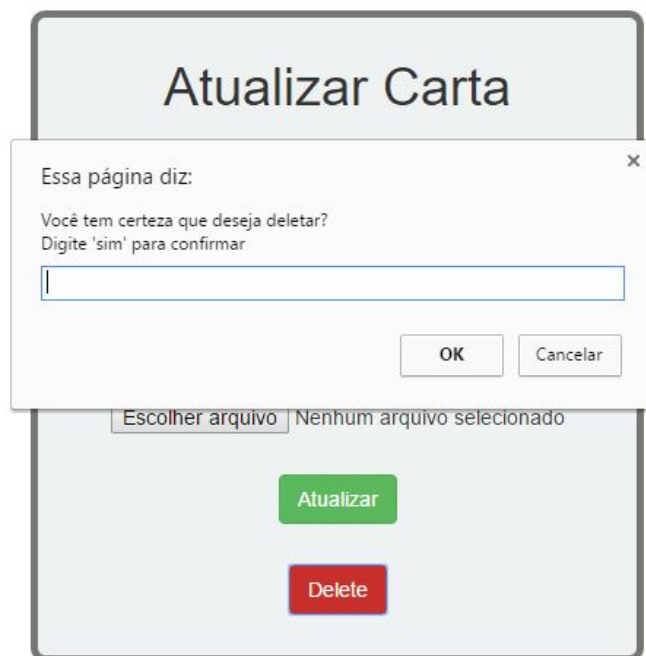 Atualizar Carta
×
Essa página diz:
Você tem certeza que deseja deletar?
Digite 'sim' para confirmar
OK Cancelar
Escolher arquivo Nenhum arquivo selecionado
Atualizar
Delete